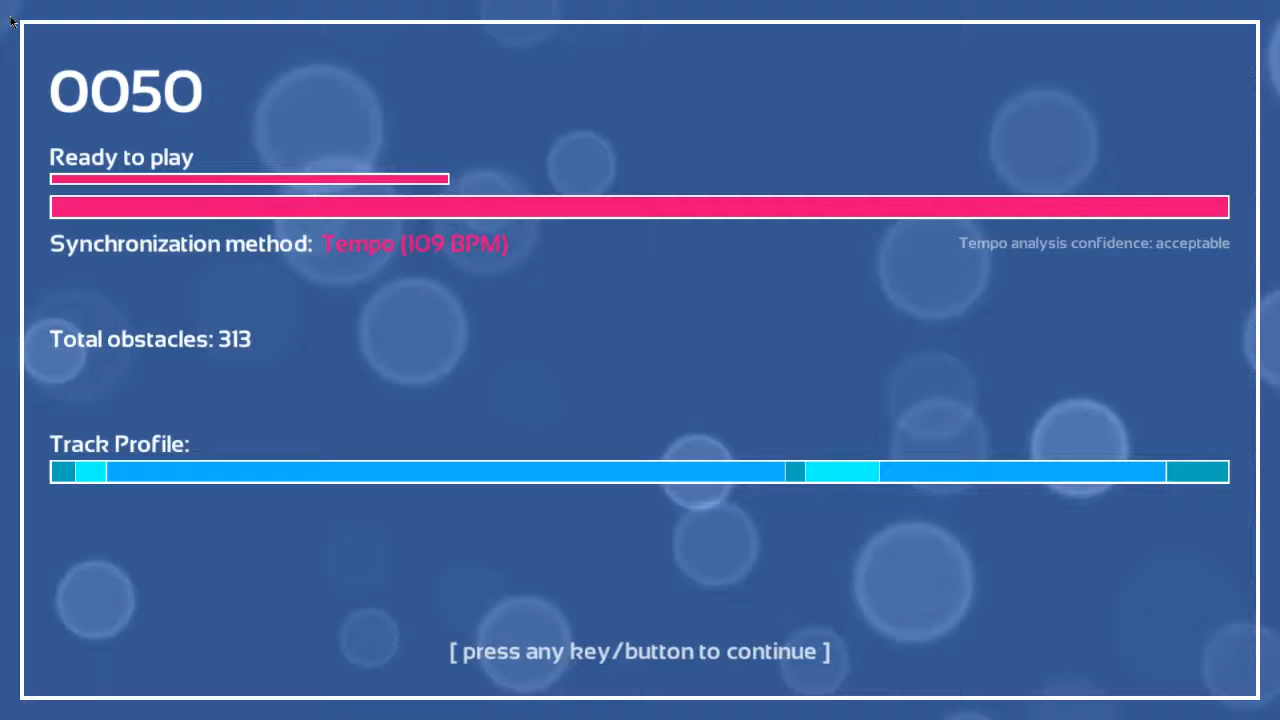 0050
Ready to play
Synchronization method: Tempo (109 BPM)
Tempo analysis confidence: acceptable
Total obstacles: 313
Track Profile:
[ press any key/button to continue ]